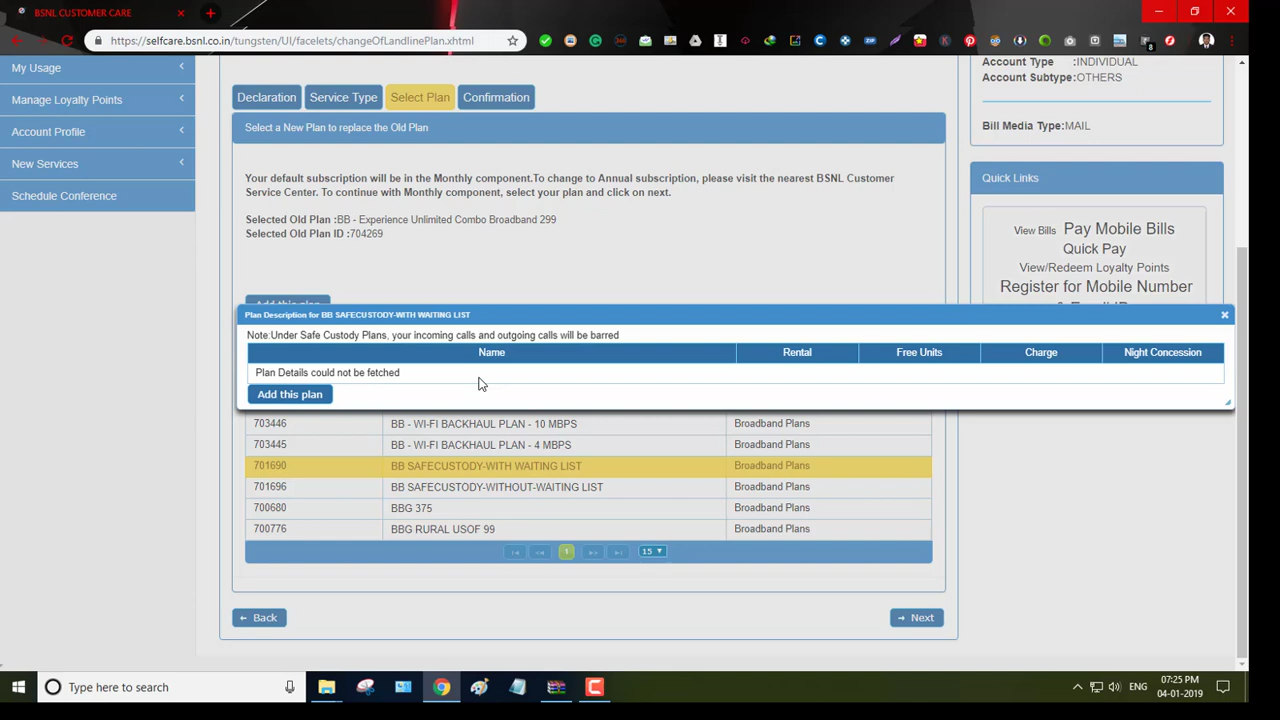 BSNL CUSTOMER CARE
https://selfcare.bsnl.co.in/tungsten/UI/facelets/changeOfLandlinePlan.xhtml
My Usage
Manage Loyalty Points
Account Profile
New Services
Schedule Conference
Declaration
Service Type
Select Plan
Confirmation
Select a New Plan to replace the Old Plan
Your default subscription will be in the Monthly component.To change to Annual subscription, please visit the nearest BSNL Customer
Service Center. To continue with Monthly component, select your plan and click on next.
Selected Old Plan :BB - Experience Unlimited Combo Broadband 299
Selected Old Plan ID :704269
Account Type :INDIVIDUAL
Account Subtype:OTHERS
Bill Media Type:MAIL
Quick Links
View Bills Pay Mobile Bills
Quick Pay
View/Redeem Loyalty Points
Register for Mobile Number
Add this plan
Plan Description for BB SAFECUSTODY-WITH WAITING LIST
Note:Under Safe Custody Plans, your incoming calls and outgoing calls will be barred
Name Rental Free Units Charge Night Concession
Plan Details could not be fetched
Add this plan
703446 BB - WI-FI BACKHAUL PLAN - 10 MBPS Broadband Plans
703445 BB - WI-FI BACKHAUL PLAN - 4 MBPS Broadband Plans
701690 BB SAFECUSTODY-WITH WAITING LIST Broadband Plans
701696 BB SAFECUSTODY-WITHOUT-WAITING LIST Broadband Plans
700680 BBG 375 Broadband Plans
700776 BBG RURAL USOF 99 Broadband Plans
1 15
Back
Next
Type here to search
ENG
07:25 PM
04-01-2019